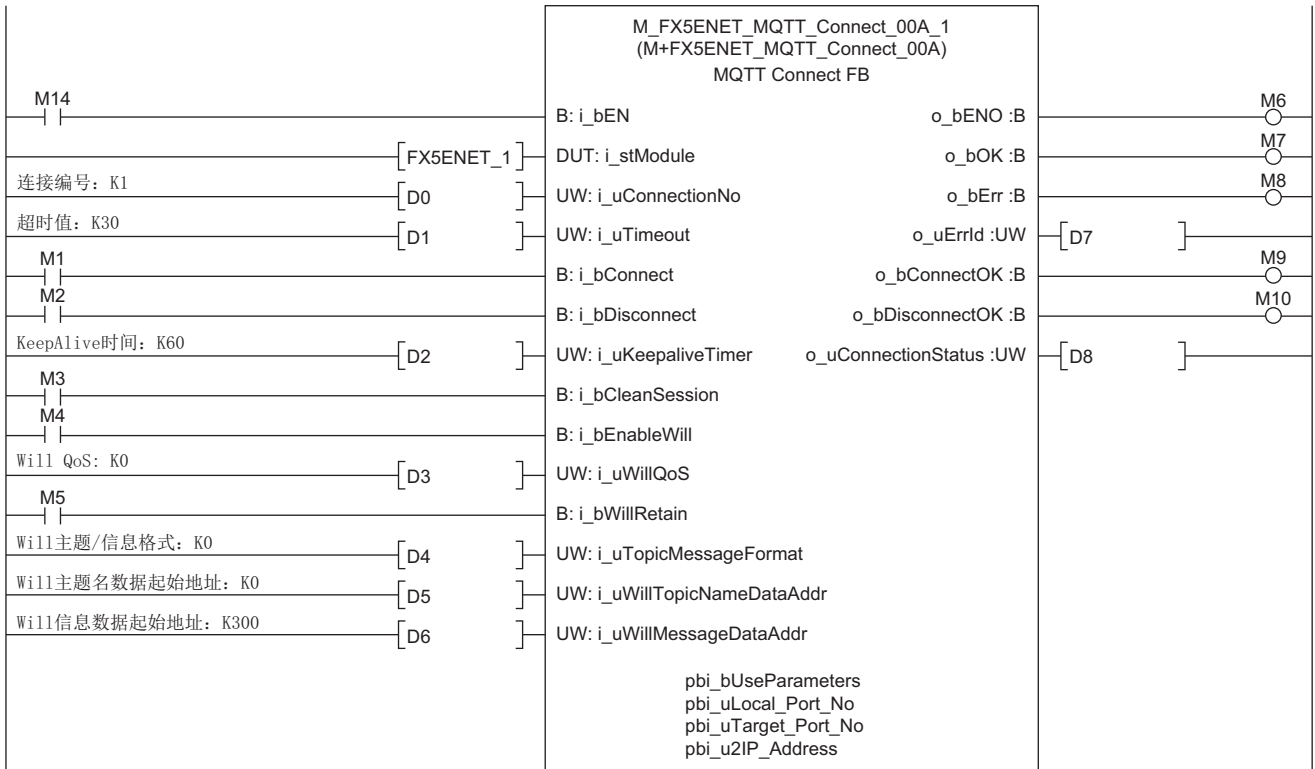 M_FX5ENET_MQTT_Connect_00A_1
(M+FX5ENET_MQTT_Connect_00A)
MQTT Connect FB
M14 B: i_bEN o_bENO :B M6
FX5ENET_1 DUT: i_stModule o_bOK :B M7
连接编号：K1
D0 UW: i_uConnectionNo o_bErr :B M8
超时值：K30
D1 UW: i_uTimeout o_uErrId :UW D7
M1 B: i_bConnect o_bConnectOK :B M9
M2 B: i_bDisconnect o_bDisconnectOK :B M10
KeepAlive时间：K60
D2 UW: i_uKeepaliveTimer o_uConnectionStatus :UW D8
M3 B: i_bCleanSession
M4 B: i_bEnableWill
Will QoS: K0
D3 UW: i_uWillQoS
M5 B: i_bWillRetain
Will主题/信息格式：K0
D4 UW: i_uTopicMessageFormat
Will主题名数据起始地址：K0
D5 UW: i_uWillTopicNameDataAddr
Will信息数据起始地址：K300
D6 UW: i_uWillMessageDataAddr
pbi_bUseParameters
pbi_uLocal_Port_No
pbi_uTarget_Port_No
pbi_u2IP_Address